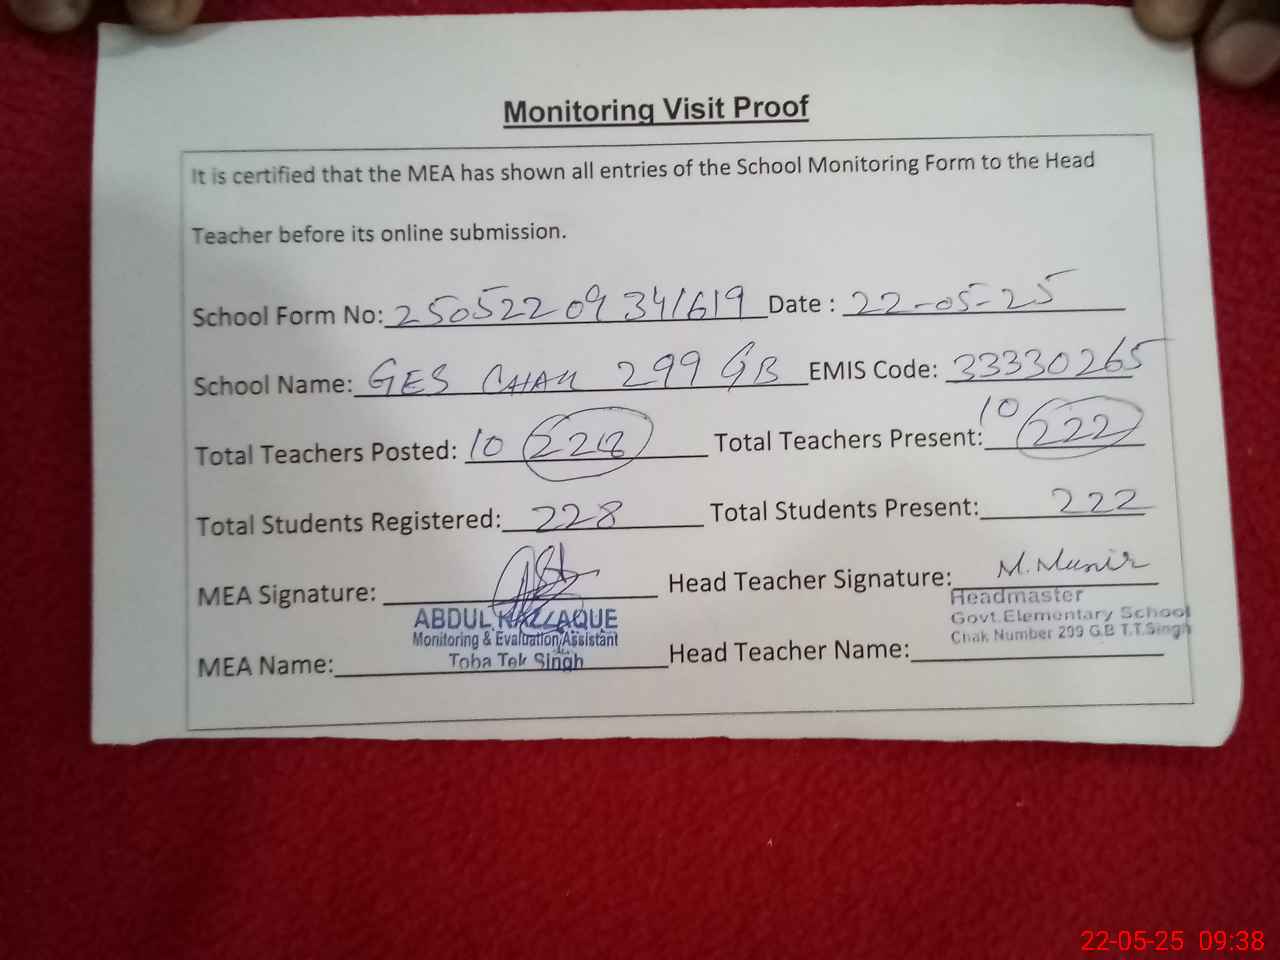 Monitoring Visit Proof
It is certified that the MEA has shown all entries of the School Monitoring Form to the Head
Teacher before its online submission.
School Form No: 25052209341619 Date : 22-05-25
School Name: GES CHAK 299 GB EMIS Code: 33330265
Total Teachers Posted: 10 228 Total Teachers Present: 10 222
Total Students Registered: 228 Total Students Present: 222
MEA Signature: Head Teacher Signature: M. Munir
ABDUL RAZZAQUE
Monitoring & Evaluation Assistant
Toba Tek Singh
Headmaster
Govt. Elementary School
Chak Number 299 G.B T.T.Singh
MEA Name: Head Teacher Name:
22-05-25 09:38